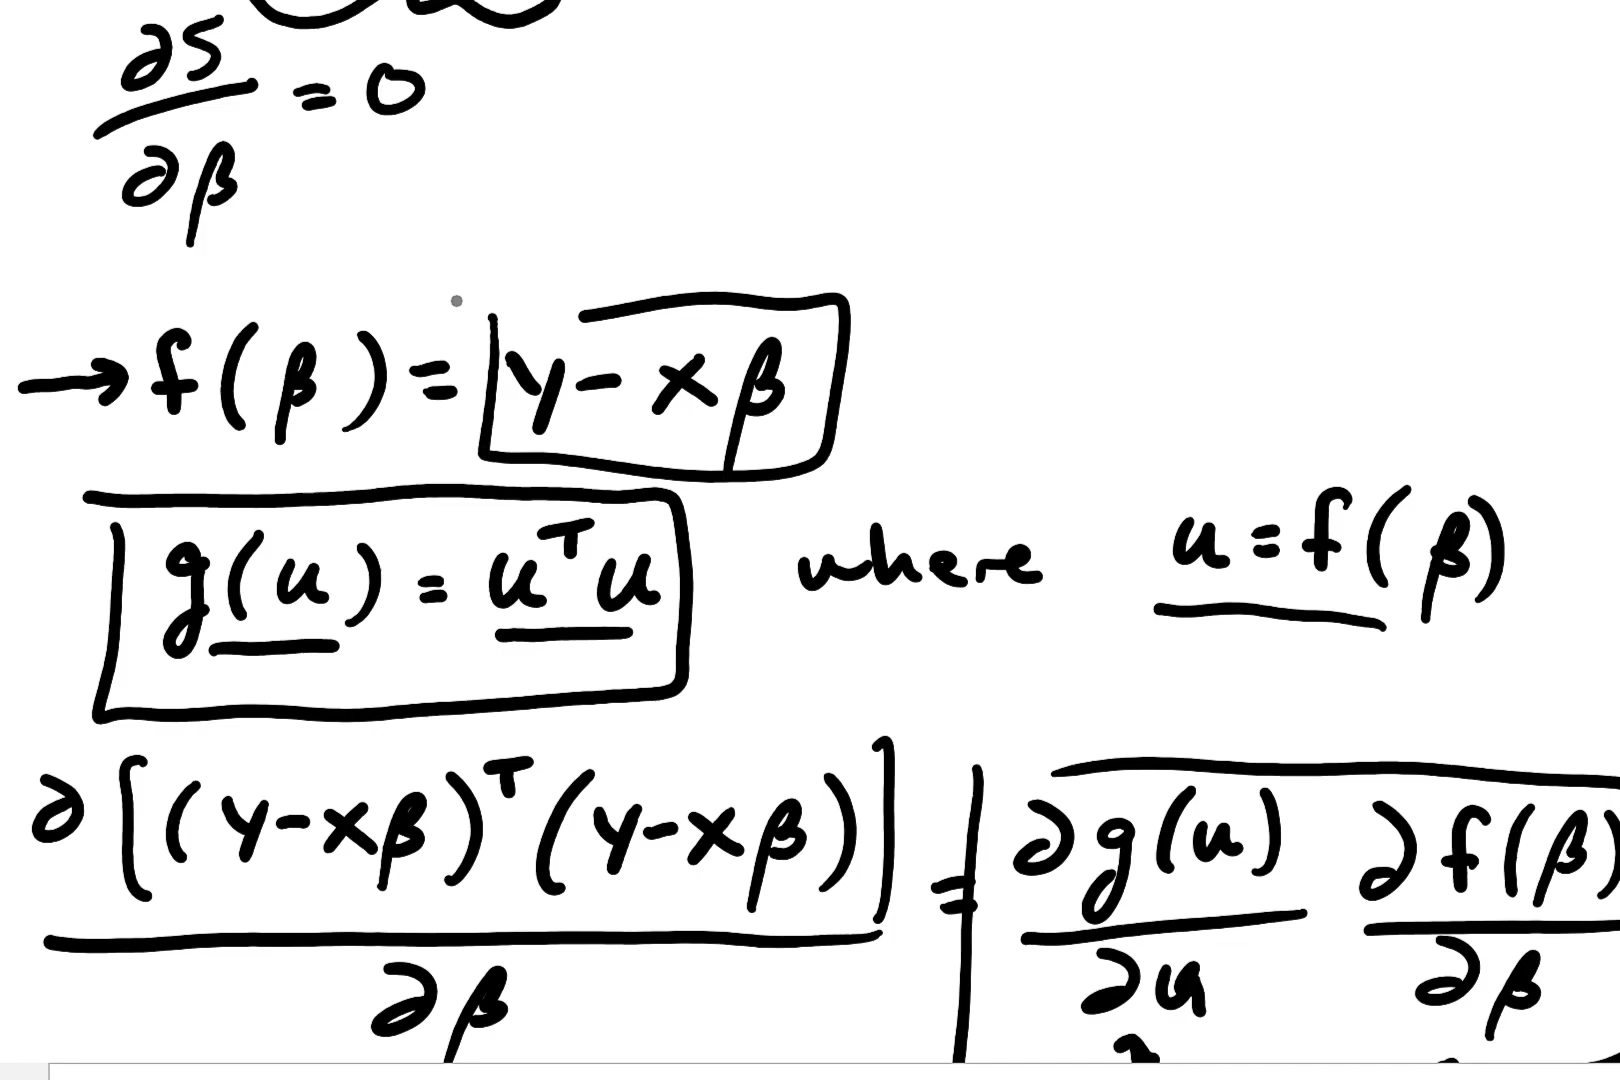 ∂S/∂β = 0
→ f(β) = y - xβ
g(u) = uᵀu where u = f(β)
∂[(y-xβ)ᵀ(y-xβ)]/∂β = ∂g(u)/∂u ∂f(β)/∂β